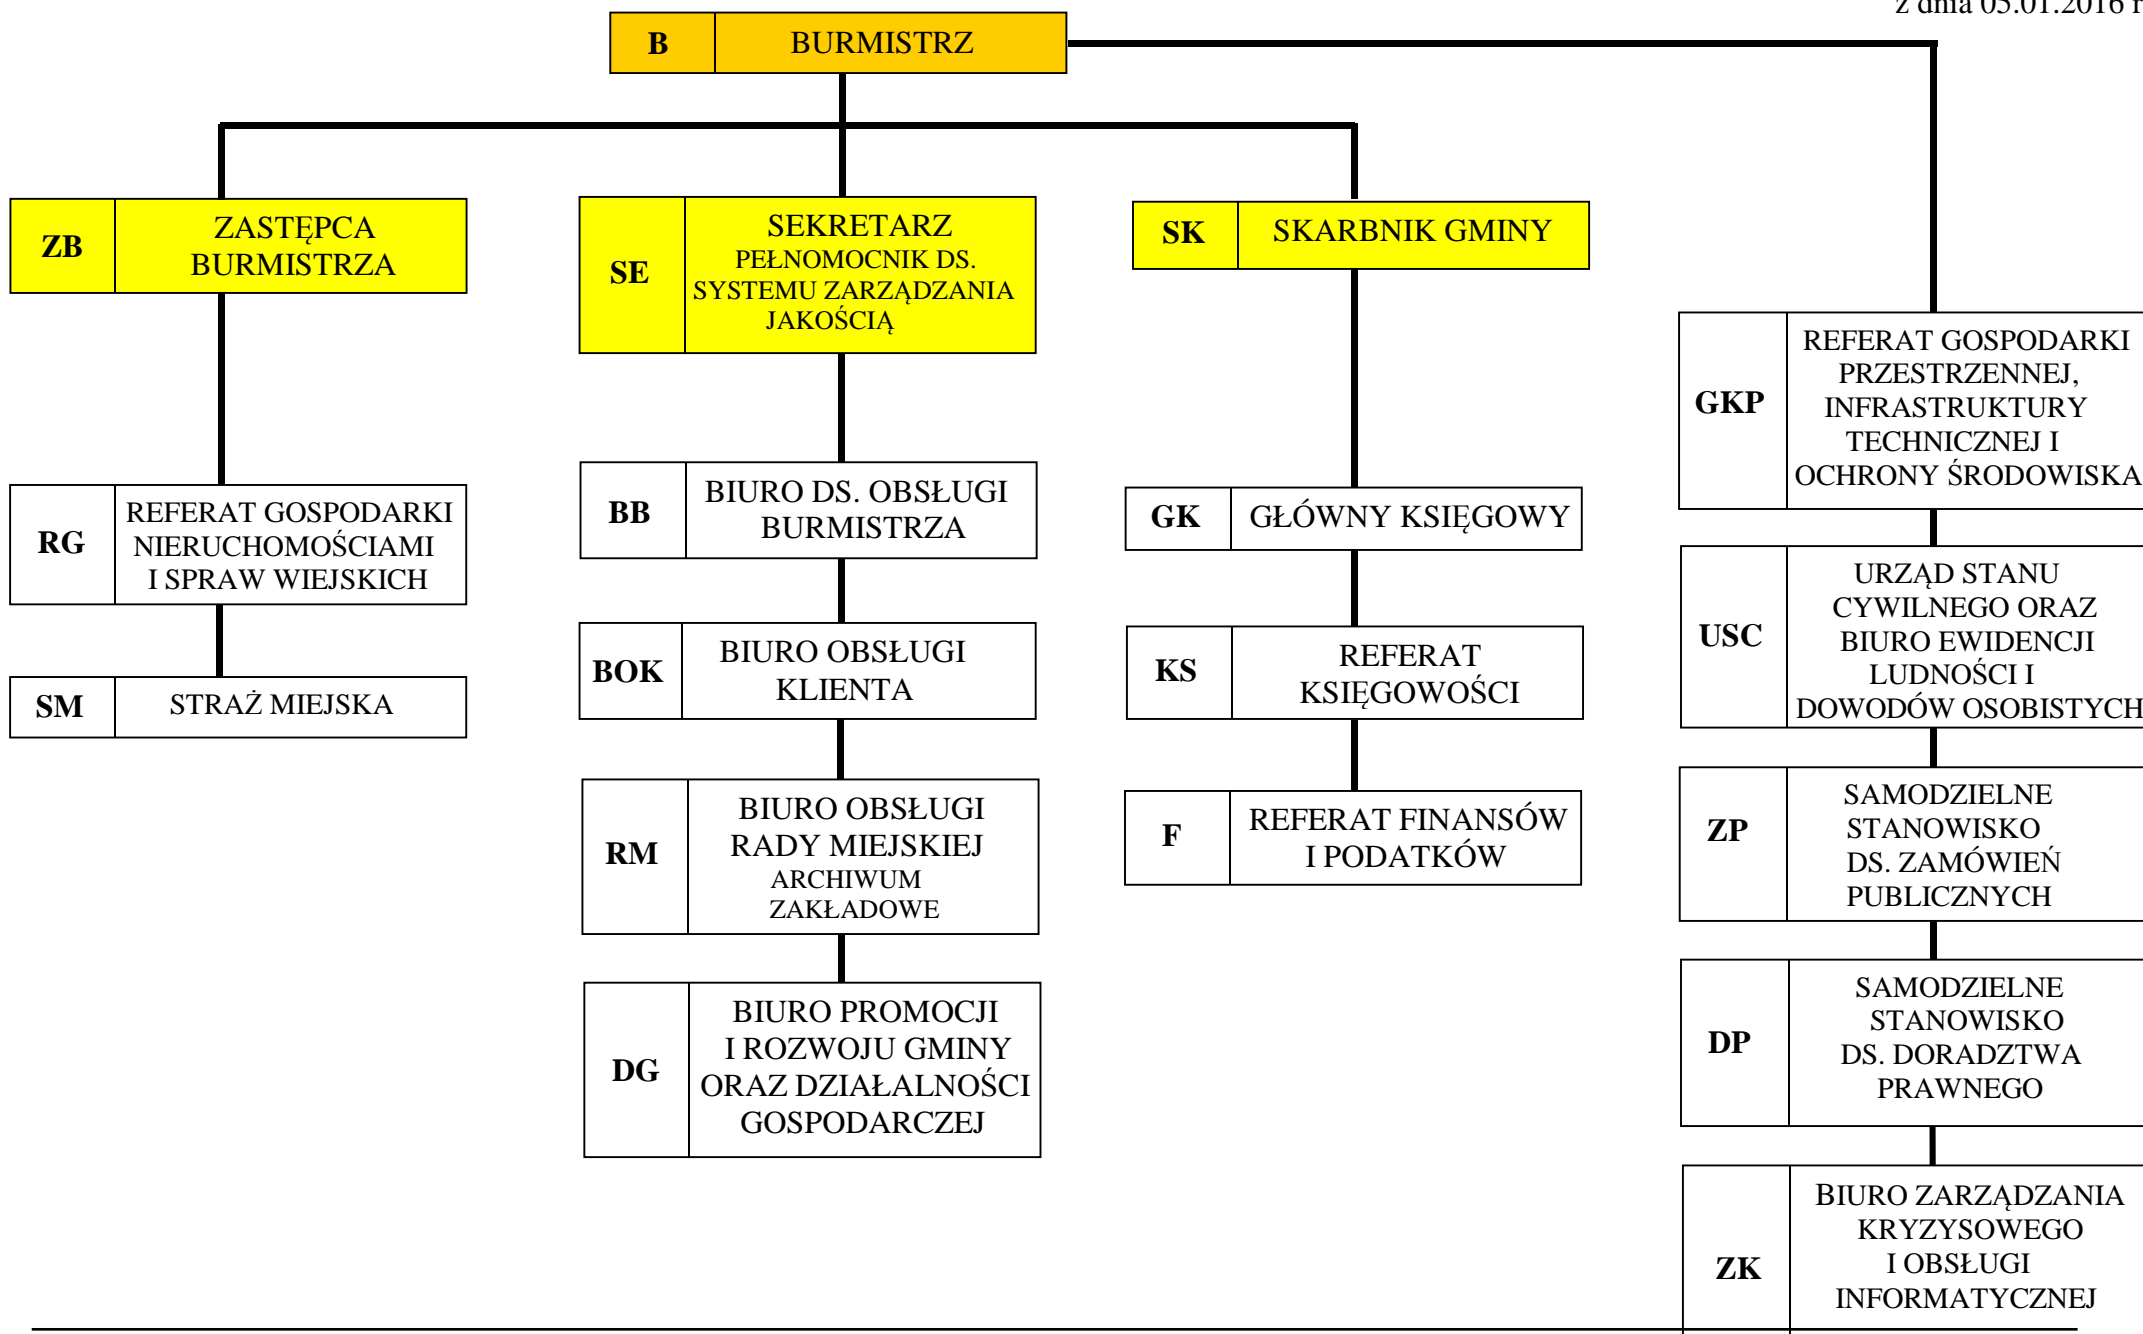 z dnia 05.01.2016 r
B BURMISTRZ
ZB
ZASTĘPCA
BURMISTRZA
SE
SEKRETARZ
PEŁNOMOCNIK DS.
SYSTEMU ZARZĄDZANIA
JAKOŚCIĄ
SK SKARBNIK GMINY
RG
REFERAT GOSPODARKI
NIERUCHOMOŚCIAMI
I SPRAW WIEJSKICH
SM STRAŻ MIEJSKA
BB
BIURO DS. OBSŁUGI
BURMISTRZA
BOK
BIURO OBSŁUGI
KLIENTA
RM
BIURO OBSŁUGI
RADY MIEJSKIEJ
ARCHIWUM
ZAKŁADOWE
DG
BIURO PROMOCJI
I ROZWOJU GMINY
ORAZ DZIAŁALNOŚCI
GOSPODARCZEJ
GK GŁÓWNY KSIĘGOWY
KS
REFERAT
KSIĘGOWOŚCI
F
REFERAT FINANSÓW
I PODATKÓW
GKP
REFERAT GOSPODARKI
PRZESTRZENNEJ,
INFRASTRUKTURY
TECHNICZNEJ I
OCHRONY ŚRODOWISKA
USC
URZĄD STANU
CYWILNEGO ORAZ
BIURO EWIDENCJI
LUDNOŚCI I
DOWODÓW OSOBISTYCH
ZP
SAMODZIELNE
STANOWISKO
DS. ZAMÓWIEŃ
PUBLICZNYCH
DP
SAMODZIELNE
STANOWISKO
DS. DORADZTWA
PRAWNEGO
ZK
BIURO ZARZĄDZANIA
KRYZYSOWEGO
I OBSŁUGI
INFORMATYCZNEJ